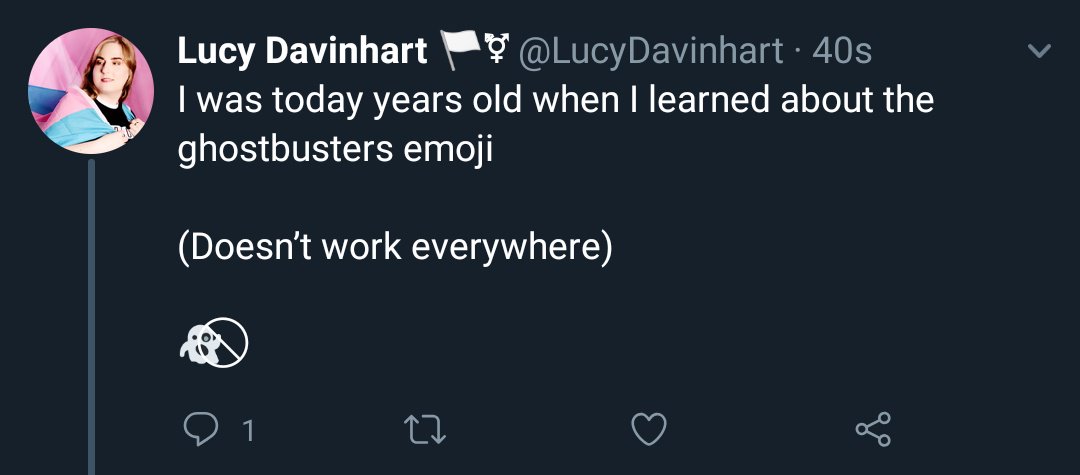 Lucy Davinhart 🏳⚧ @LucyDavinhart · 40s
I was today years old when I learned about the
ghostbusters emoji
(Doesn’t work everywhere)
👻⃠
1